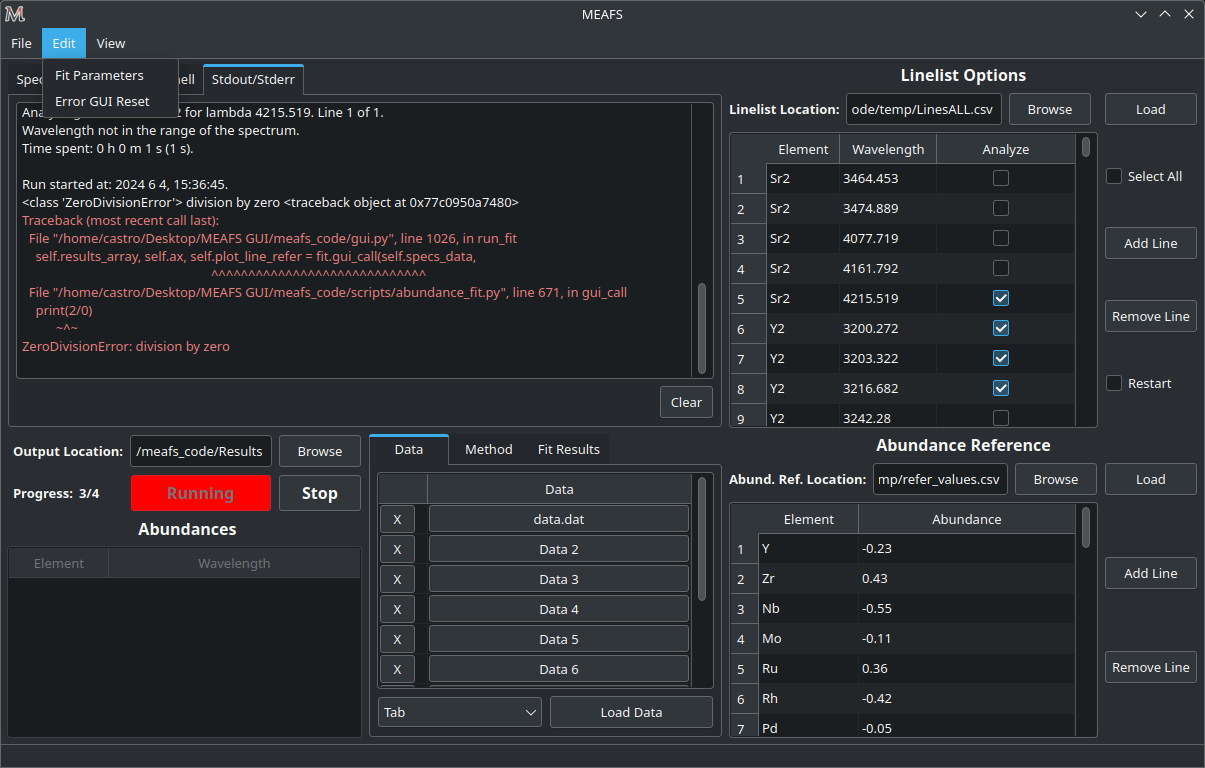 MEAFS
File Edit View
Fit Parameters
Error GUI Reset
Stdout/Stderr
for lambda 4215.519. Line 1 of 1.
Wavelength not in the range of the spectrum.
Time spent: 0 h 0 m 1 s (1 s).
Run started at: 2024 6 4, 15:36:45.
<class 'ZeroDivisionError'> division by zero <traceback object at 0x77c0950a7480>
Traceback (most recent call last):
File "/home/castro/Desktop/MEAFS GUI/meafs_code/gui.py", line 1026, in run_fit
self.results_array, self.ax, self.plot_line_refer = fit.gui_call(self.specs_data,
^^^^^^^^^^^^^^^^^^^^^^^^^^^^^
File "/home/castro/Desktop/MEAFS GUI/meafs_code/scripts/abundance_fit.py", line 671, in gui_call
print(2/0)
~^~
ZeroDivisionError: division by zero
Clear
Linelist Options
Linelist Location: ode/temp/LinesALL.csv Browse Load
Element Wavelength Analyze
1 Sr2 3464.453
2 Sr2 3474.889
3 Sr2 4077.719
4 Sr2 4161.792
5 Sr2 4215.519
6 Y2 3200.272
7 Y2 3203.322
8 Y2 3216.682
9 Y2 3242.28
Select All
Add Line
Remove Line
Restart
Output Location: /meafs_code/Results Browse
Progress: 3/4 Running Stop
Abundances
Element Wavelength
Data Method Fit Results
Data
X data.dat
X Data 2
X Data 3
X Data 4
X Data 5
X Data 6
Tab Load Data
Abundance Reference
Abund. Ref. Location: mp/refer_values.csv Browse Load
Element Abundance
1 Y -0.23
2 Zr 0.43
3 Nb -0.55
4 Mo -0.11
5 Ru 0.36
6 Rh -0.42
7 Pd -0.05
Add Line
Remove Line